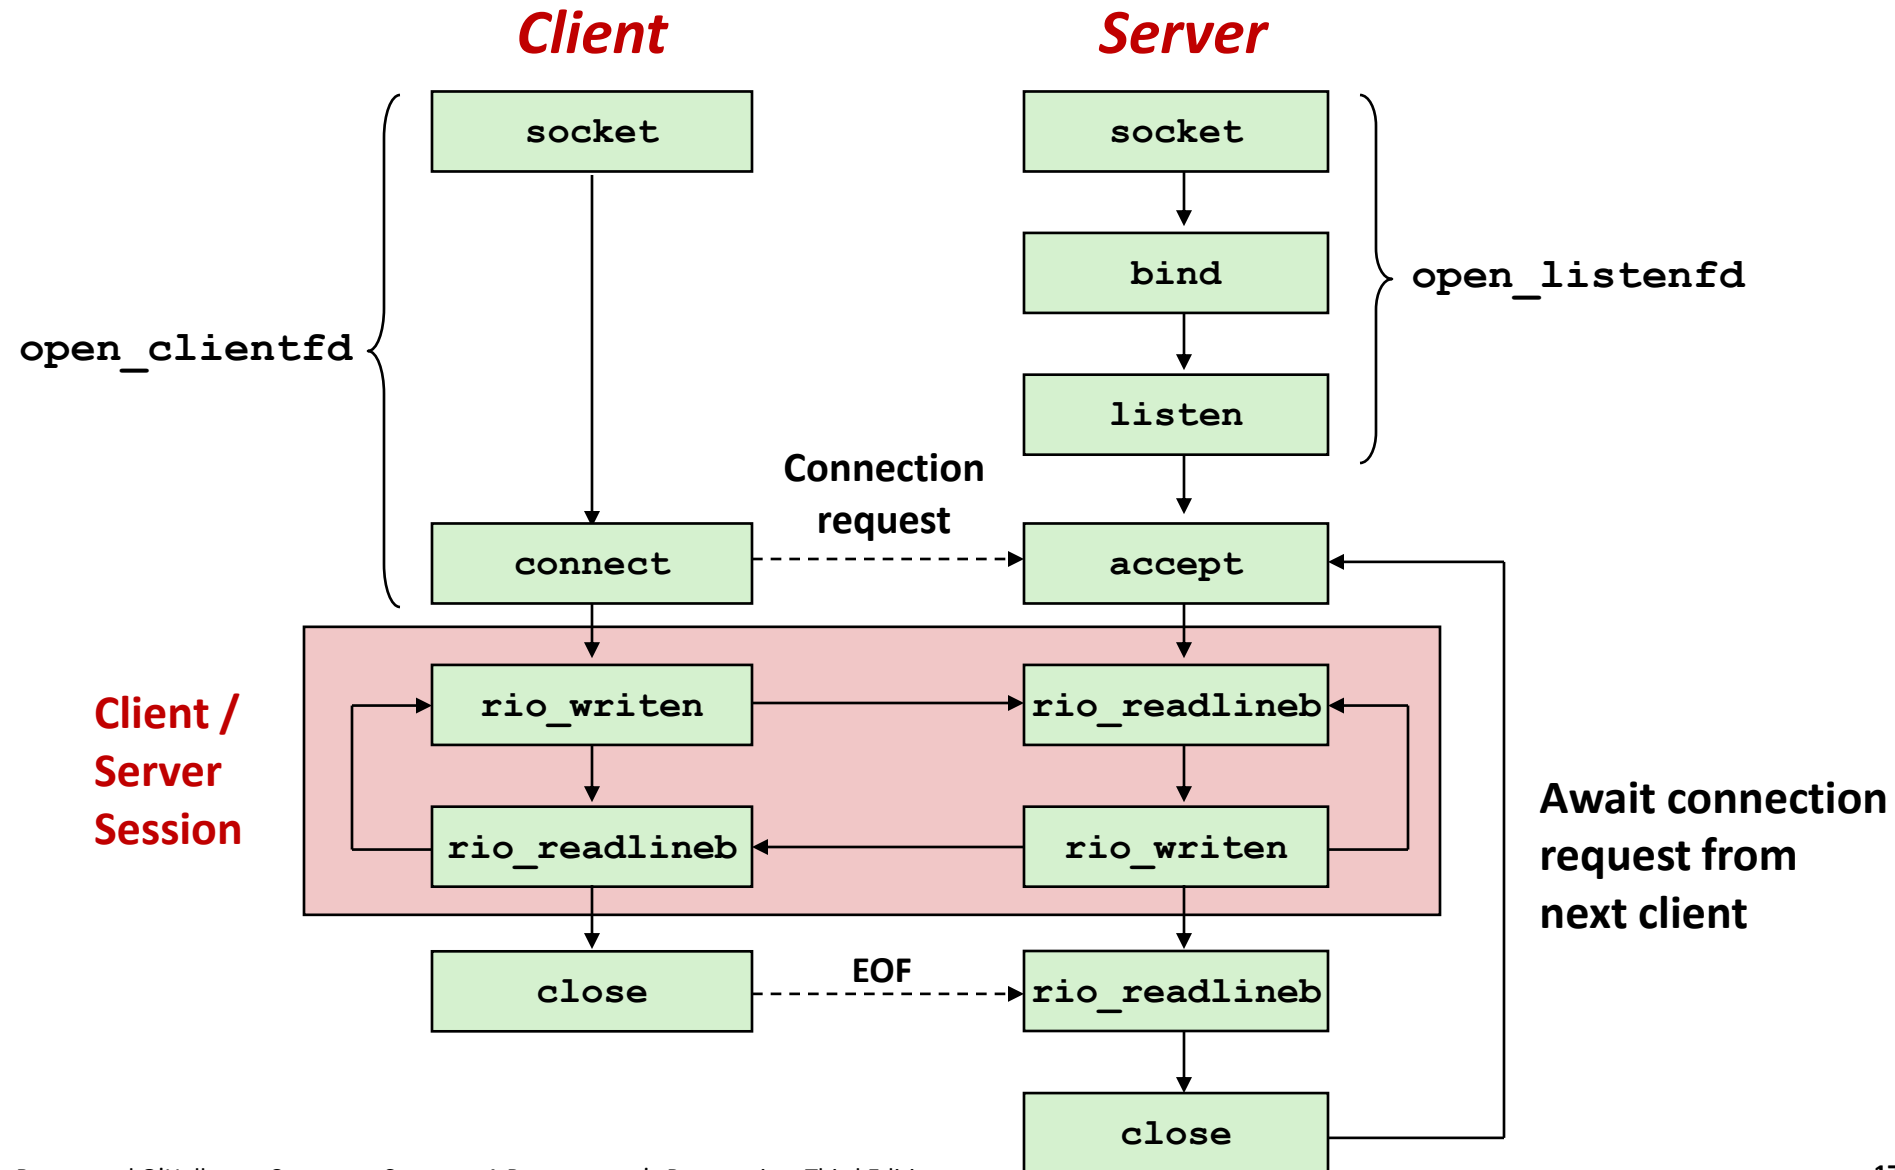 Client
Server
socket
socket
bind
open_listenfd
open_clientfd
listen
Connection
request
connect
accept
Client /
Server
Session
rio_writen
rio_readlineb
rio_readlineb
rio_writen
Await connection
request from
next client
close
EOF
rio_readlineb
close